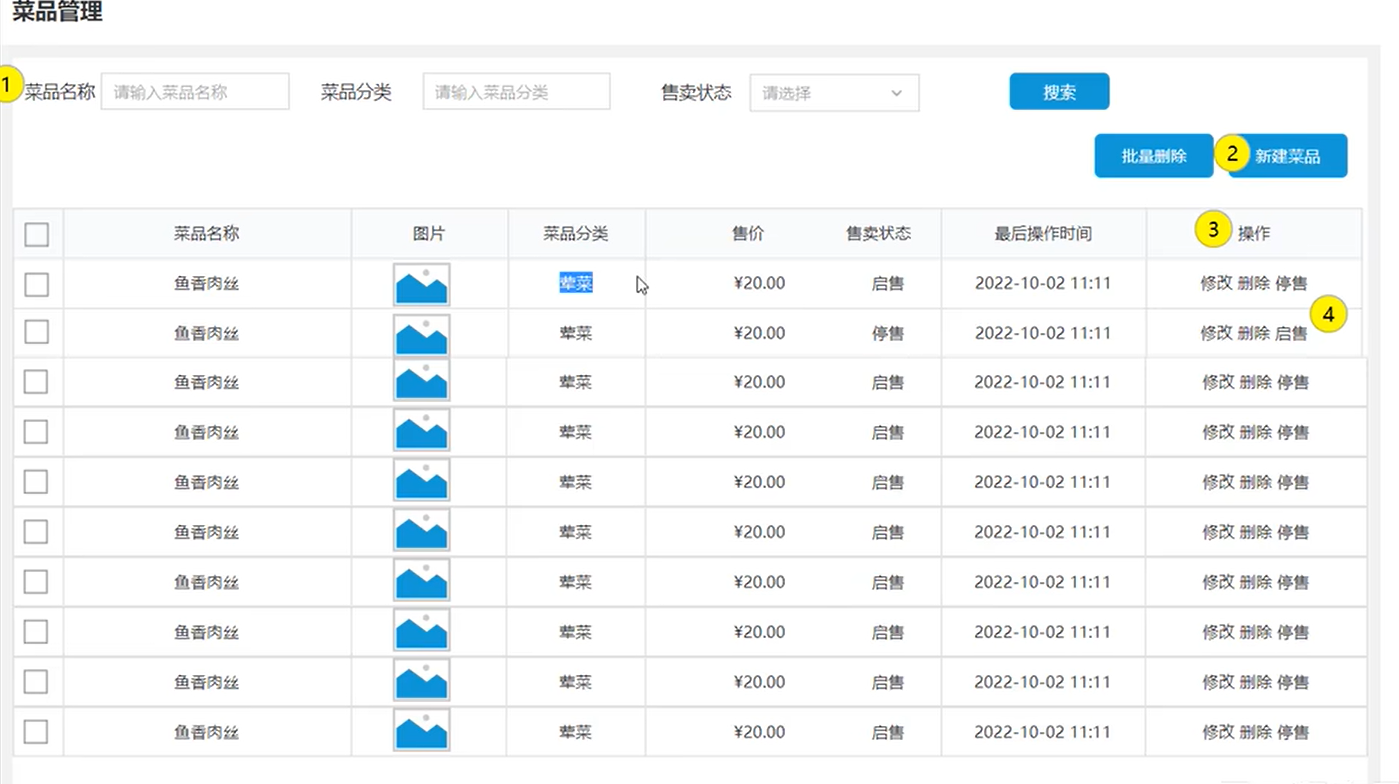 菜品管理
1 菜品名称 请输入菜品名称 菜品分类 请输入菜品分类 售卖状态 请选择 搜索
批量删除 2 新建菜品
菜品名称 图片 菜品分类 售价 售卖状态 最后操作时间 3 操作
鱼香肉丝 荤菜 ¥20.00 启售 2022-10-02 11:11 修改 删除 停售
4
鱼香肉丝 荤菜 ¥20.00 停售 2022-10-02 11:11 修改 删除 启售
鱼香肉丝 荤菜 ¥20.00 启售 2022-10-02 11:11 修改 删除 停售
鱼香肉丝 荤菜 ¥20.00 启售 2022-10-02 11:11 修改 删除 停售
鱼香肉丝 荤菜 ¥20.00 启售 2022-10-02 11:11 修改 删除 停售
鱼香肉丝 荤菜 ¥20.00 启售 2022-10-02 11:11 修改 删除 停售
鱼香肉丝 荤菜 ¥20.00 启售 2022-10-02 11:11 修改 删除 停售
鱼香肉丝 荤菜 ¥20.00 启售 2022-10-02 11:11 修改 删除 停售
鱼香肉丝 荤菜 ¥20.00 启售 2022-10-02 11:11 修改 删除 停售
鱼香肉丝 荤菜 ¥20.00 启售 2022-10-02 11:11 修改 删除 停售